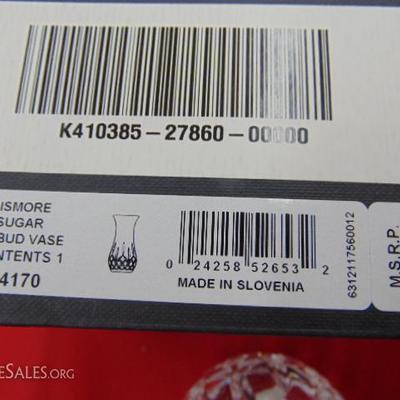 K410385-27860-00000
ISMORE
SUGAR
BUD VASE
NTENTS 1
4170
0 24258 52653 2
MADE IN SLOVENIA
6312117560012
M.S.R.P.
ESALES.ORG